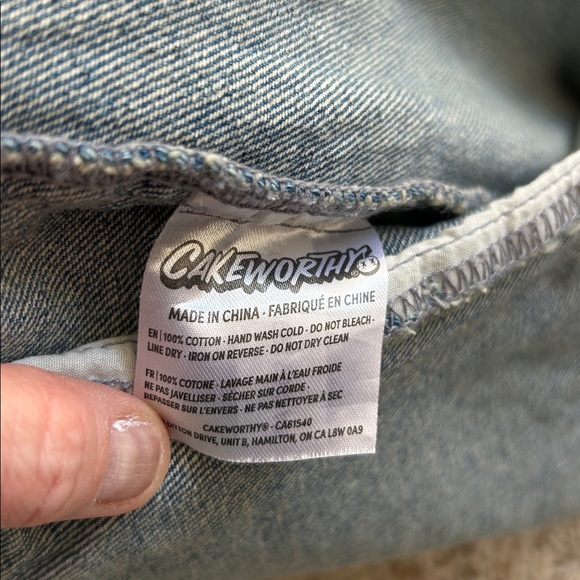 CAKEWORTHY
MADE IN CHINA · FABRIQUÉ EN CHINE
EN | 100% COTTON · HAND WASH COLD · DO NOT BLEACH ·
LINE DRY · IRON ON REVERSE · DO NOT DRY CLEAN
FR | 100% COTONE · LAVAGE MAIN À L'EAU FROIDE
NE PAS JAVELLISER · SÉCHER SUR CORDE ·
REPASSER SUR L'ENVERS · NE PAS NETTOYER À SEC
CAKEWORTHY® · CA61540
DRIVE, UNIT B, HAMILTON, ON CA L8W 0A9